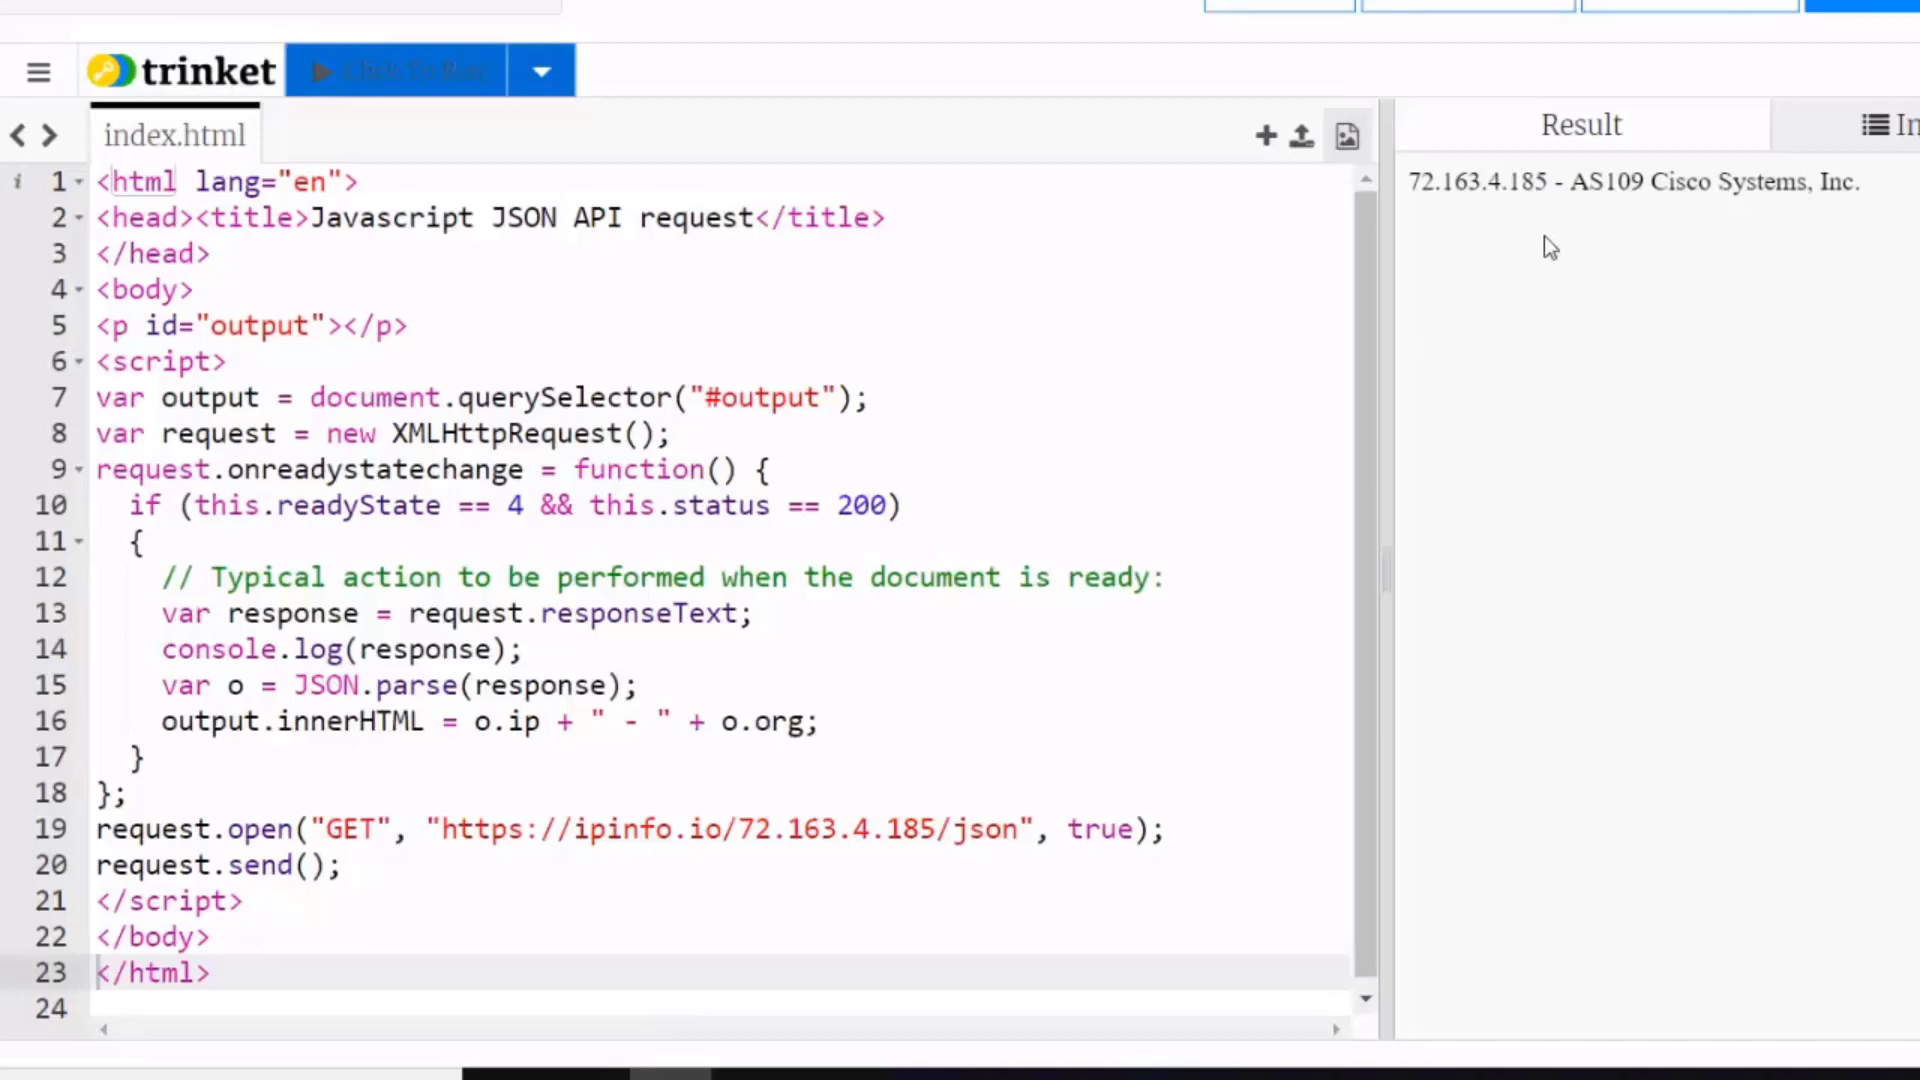 trinket
Click To Run
index.html
Result
1 <html lang="en">
2 <head><title>Javascript JSON API request</title>
3 </head>
4 <body>
5 <p id="output"></p>
6 <script>
7 var output = document.querySelector("#output");
8 var request = new XMLHttpRequest();
9 request.onreadystatechange = function() {
10 if (this.readyState == 4 && this.status == 200)
11 {
12 // Typical action to be performed when the document is ready:
13 var response = request.responseText;
14 console.log(response);
15 var o = JSON.parse(response);
16 output.innerHTML = o.ip + " - " + o.org;
17 }
18 };
19 request.open("GET", "https://ipinfo.io/72.163.4.185/json", true);
20 request.send();
21 </script>
22 </body>
23 </html>
24
72.163.4.185 - AS109 Cisco Systems, Inc.